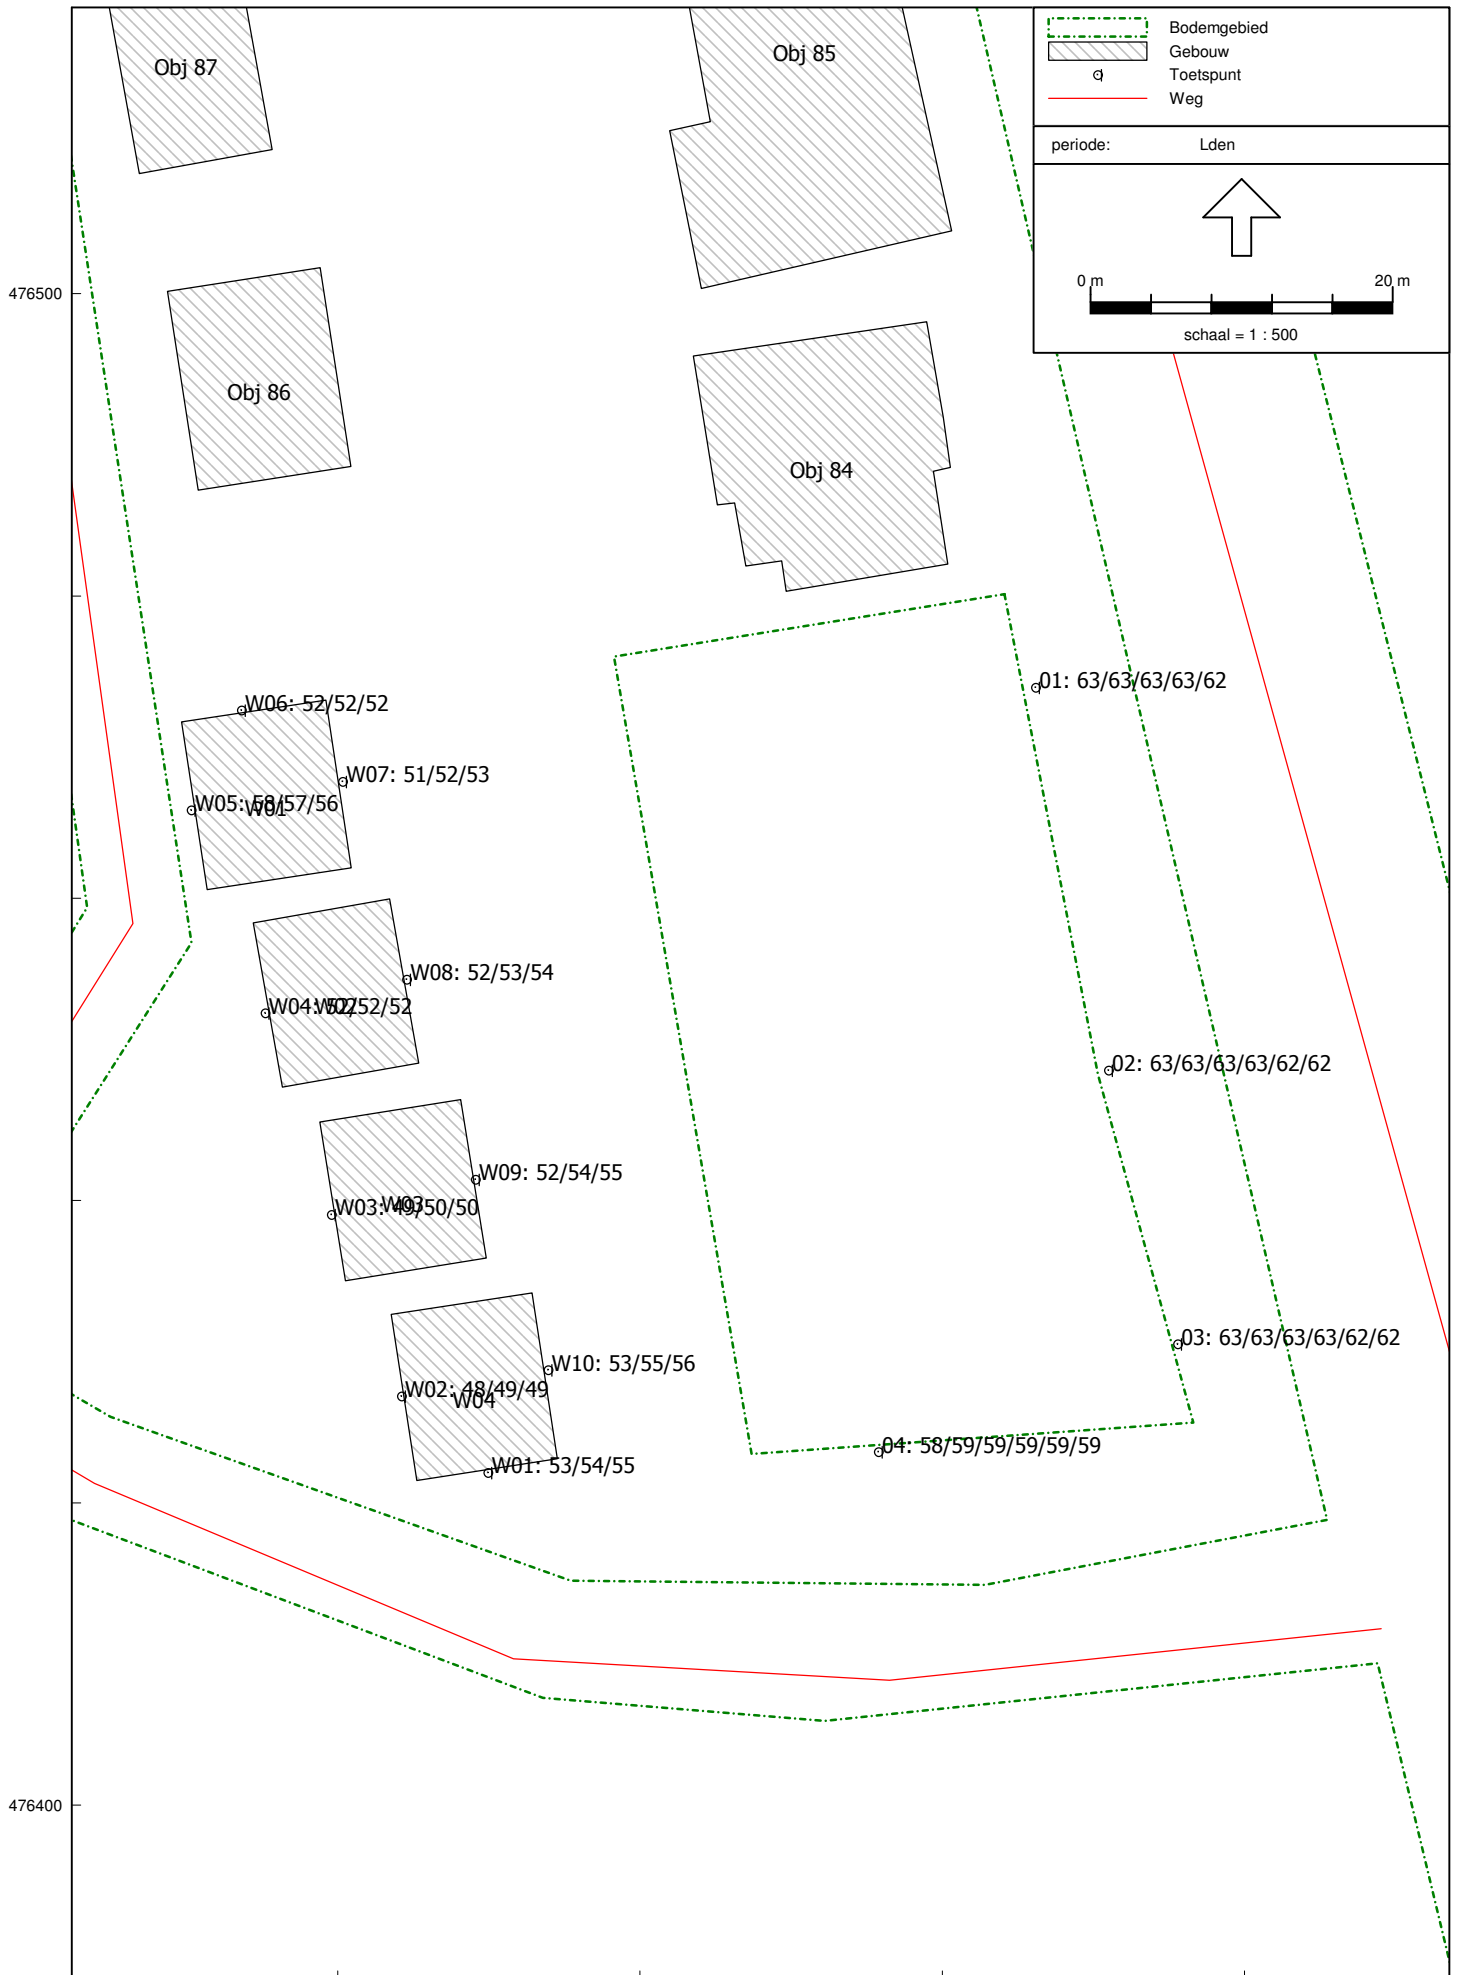 Bodemgebied
Gebouw
Toetspunt
Weg
periode: Lden
0 m 20 m
schaal = 1 : 500
Obj 87
Obj 85
476500
Obj 86
Obj 84
01: 63/63/63/63/62
W06: 52/52/52
W07: 51/52/53
W05: 58/57/56
W01
W08: 52/53/54
W04: 52/52/52
W02
02: 63/63/63/63/62/62
W09: 52/54/55
W03: 49/50/50
W03
03: 63/63/63/63/62/62
W10: 53/55/56
W02: 48/49/49
W04
04: 58/59/59/59/59/59
W01: 53/54/55
476400